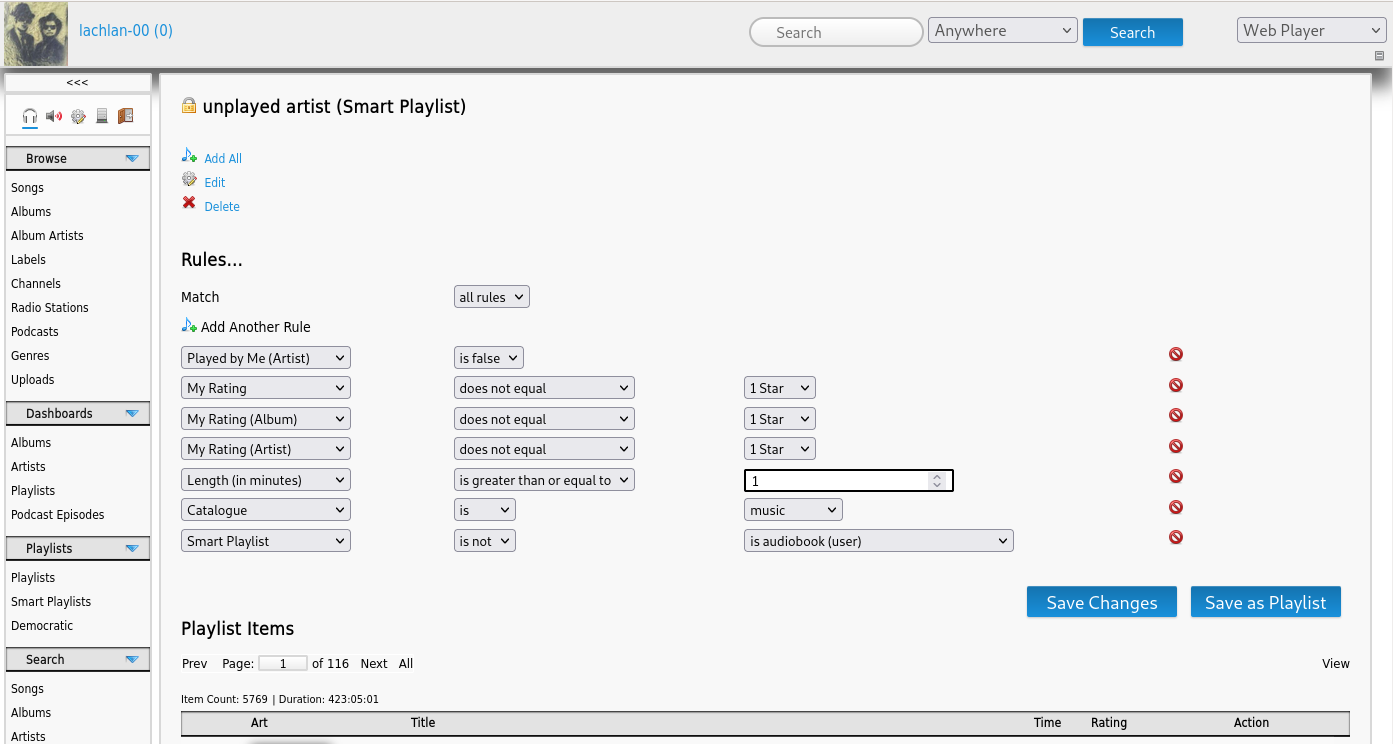 lachlan-00 (0)
Search Anywhere Search Web Player
<<<
Browse
Songs
Albums
Album Artists
Labels
Channels
Radio Stations
Podcasts
Genres
Uploads
Dashboards
Albums
Artists
Playlists
Podcast Episodes
Playlists
Playlists
Smart Playlists
Democratic
Search
Songs
Albums
Artists
unplayed artist (Smart Playlist)
Add All
Edit
Delete
Rules...
Match all rules
Add Another Rule
Played by Me (Artist) is false
My Rating does not equal 1 Star
My Rating (Album) does not equal 1 Star
My Rating (Artist) does not equal 1 Star
Length (in minutes) is greater than or equal to 1
Catalogue is music
Smart Playlist is not is audiobook (user)
Save Changes Save as Playlist
Playlist Items
Prev Page: 1 of 116 Next All View
Item Count: 5769 | Duration: 423:05:01
Art Title Time Rating Action